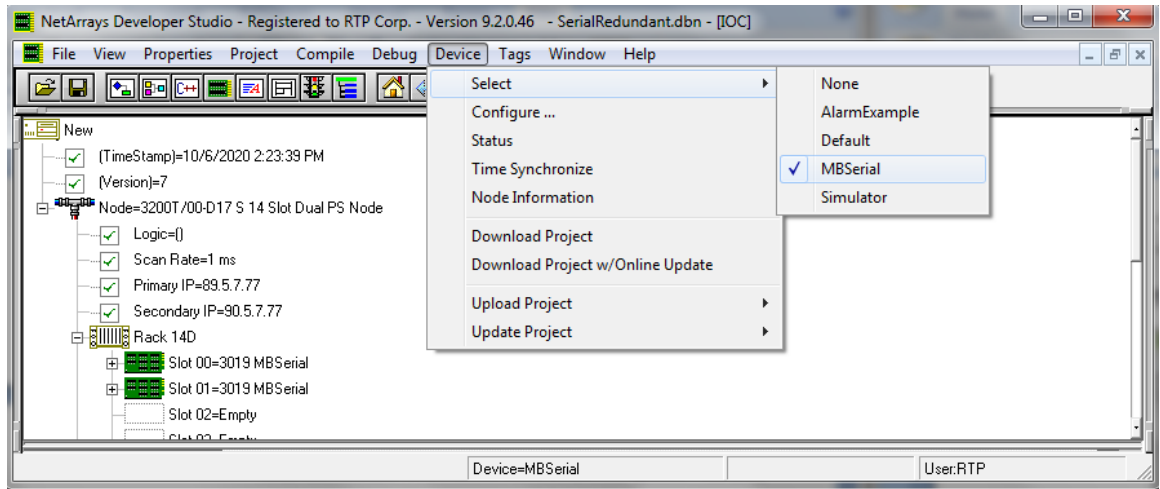 NetArrays Developer Studio - Registered to RTP Corp. - Version 9.2.0.46 - SerialRedundant.dbn - [IOC]
File View Properties Project Compile Debug Device Tags Window Help
Select
Configure ...
Status
Time Synchronize
Node Information
Download Project
Download Project w/Online Update
Upload Project
Update Project
None
AlarmExample
Default
MBSerial
Simulator
New
(TimeStamp)=10/6/2020 2:23:39 PM
(Version)=7
Node=3200T/00-D17 S 14 Slot Dual PS Node
Logic=()
Scan Rate=1 ms
Primary IP=89.5.7.77
Secondary IP=90.5.7.77
Rack 14D
Slot 00=3019 MBSerial
Slot 01=3019 MBSerial
Slot 02=Empty
Device=MBSerial User:RTP